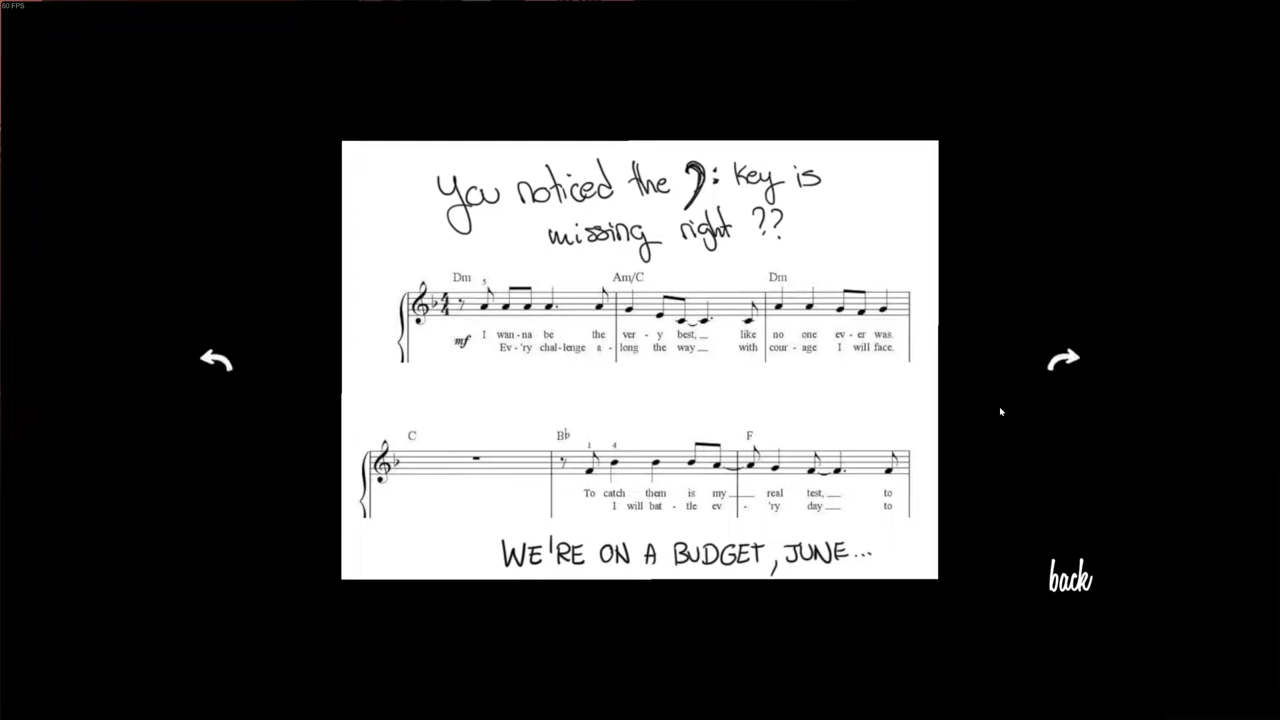 60 FPS
You noticed the 𝄢 key is
missing right ??
Dm 5 Am/C Dm
mf I wan-na be the ver - y best, like no one ev - er was.
Ev-'ry chal-lenge a - long the way with cour - age I will face.
C B♭ 1 4 F
To catch them is my real test, to
I will bat - tle ev - 'ry day to
WE'RE ON A BUDGET, JUNE...
back